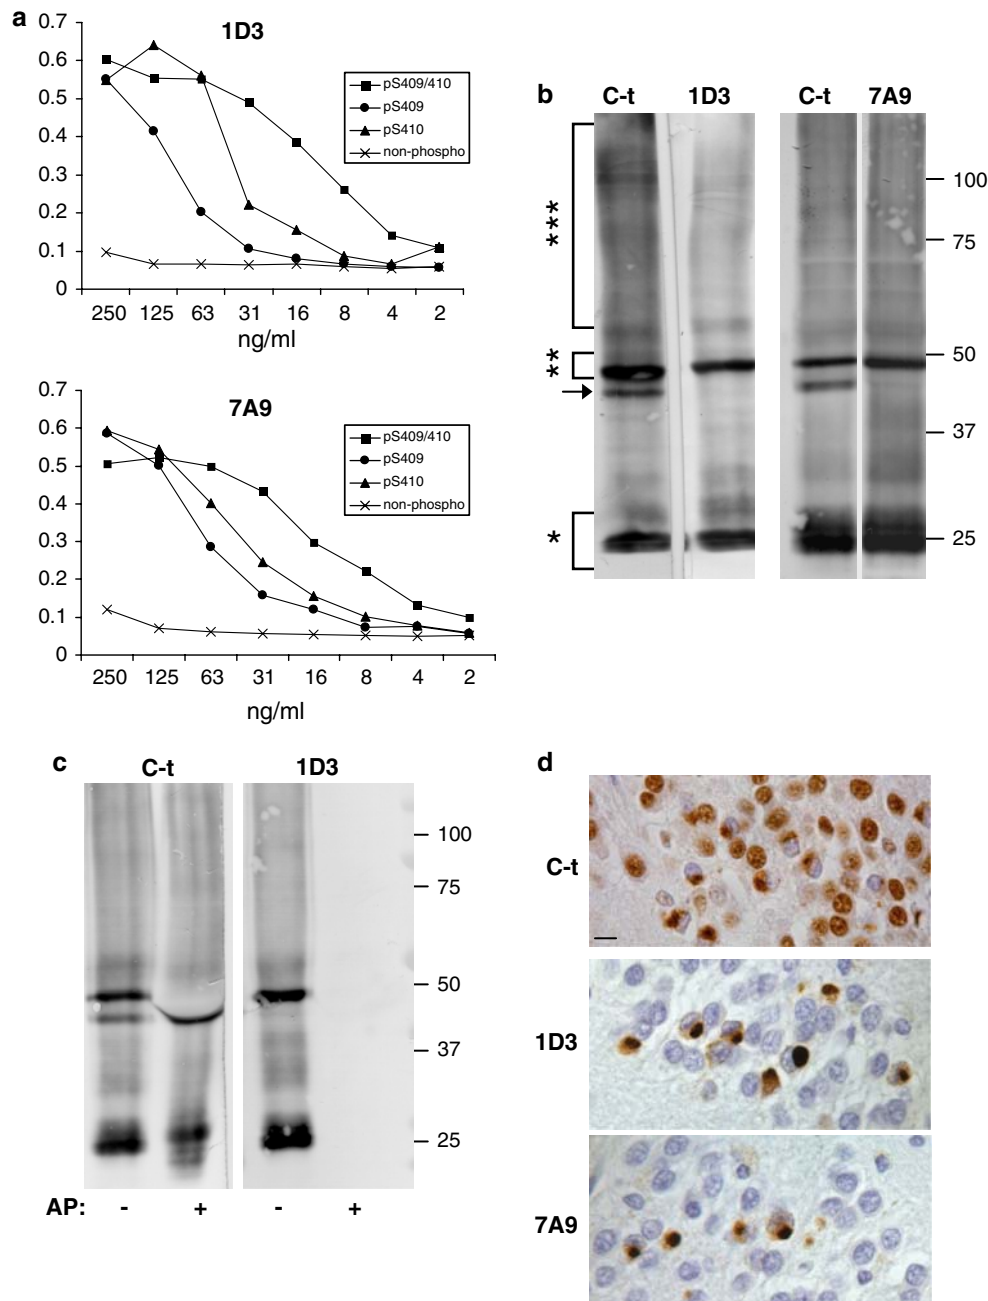 a
1D3
0.7
0.6
0.5
0.4
0.3
0.2
0.1
0
pS409/410
pS409
pS410
non-phospho
250 125 63 31 16 8 4 2
ng/ml
7A9
0.7
0.6
0.5
0.4
0.3
0.2
0.1
0
pS409/410
pS409
pS410
non-phospho
250 125 63 31 16 8 4 2
ng/ml
b
C-t 1D3 C-t 7A9
***
**
*
100
75
50
37
25
c
C-t 1D3
100
75
50
37
25
AP: - + - +
d
C-t
1D3
7A9